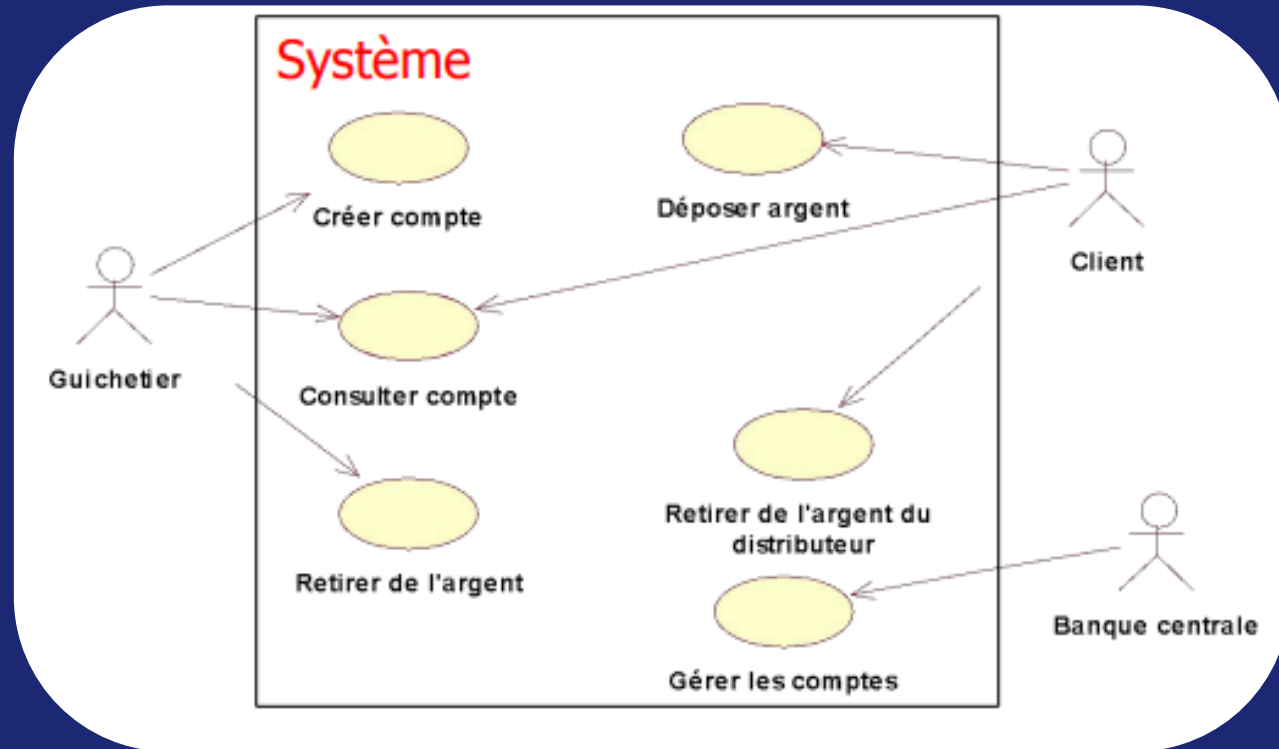 Système
Créer compte
Déposer argent
Client
Guichetier
Consulter compte
Retirer de l'argent du
distributeur
Retirer de l'argent
Banque centrale
Gérer les comptes